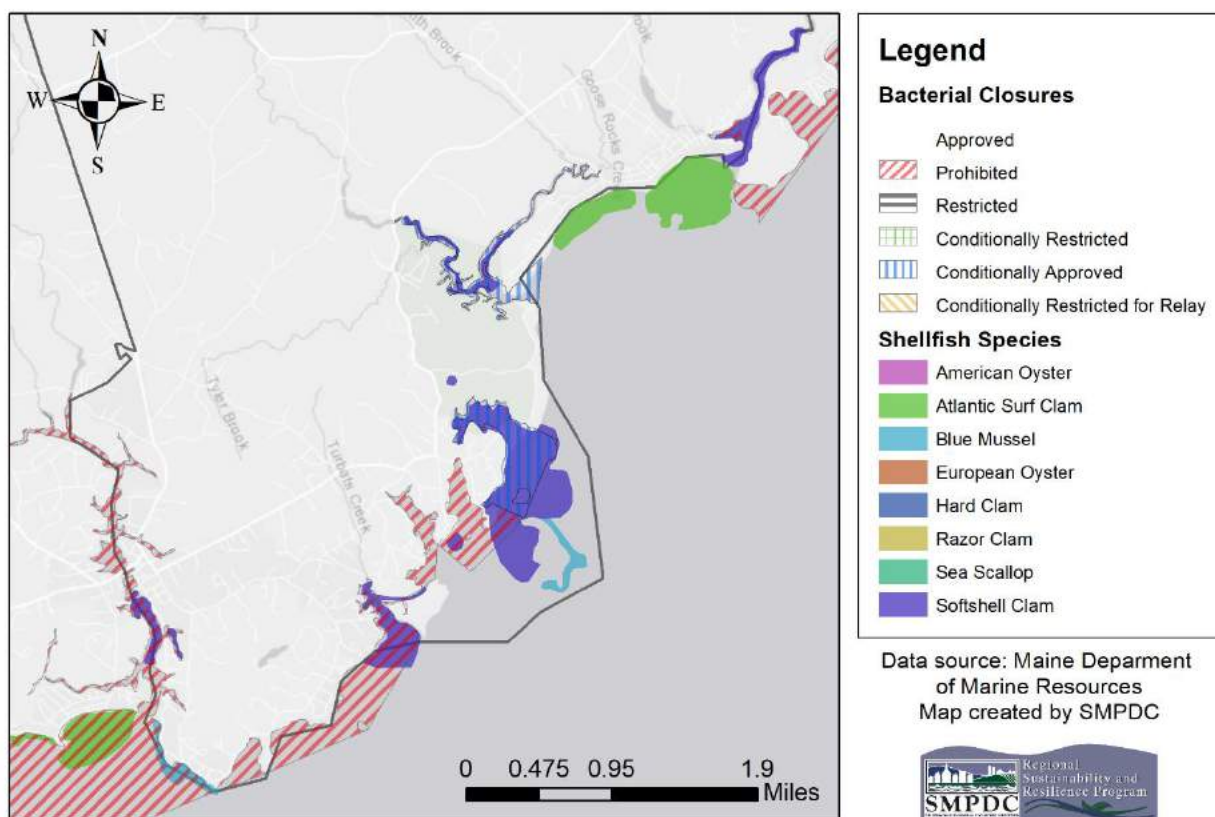 N
W E
S
Goose Rocks Creek
Tyler Brook
Turbats Creek
0 0.475 0.95 1.9
Miles
Legend
Bacterial Closures
Approved
Prohibited
Restricted
Conditionally Restricted
Conditionally Approved
Conditionally Restricted for Relay
Shellfish Species
American Oyster
Atlantic Surf Clam
Blue Mussel
European Oyster
Hard Clam
Razor Clam
Sea Scallop
Softshell Clam
Data source: Maine Deparment
of Marine Resources
Map created by SMPDC
Regional
Sustainability and
Resilience Program
SMPDC